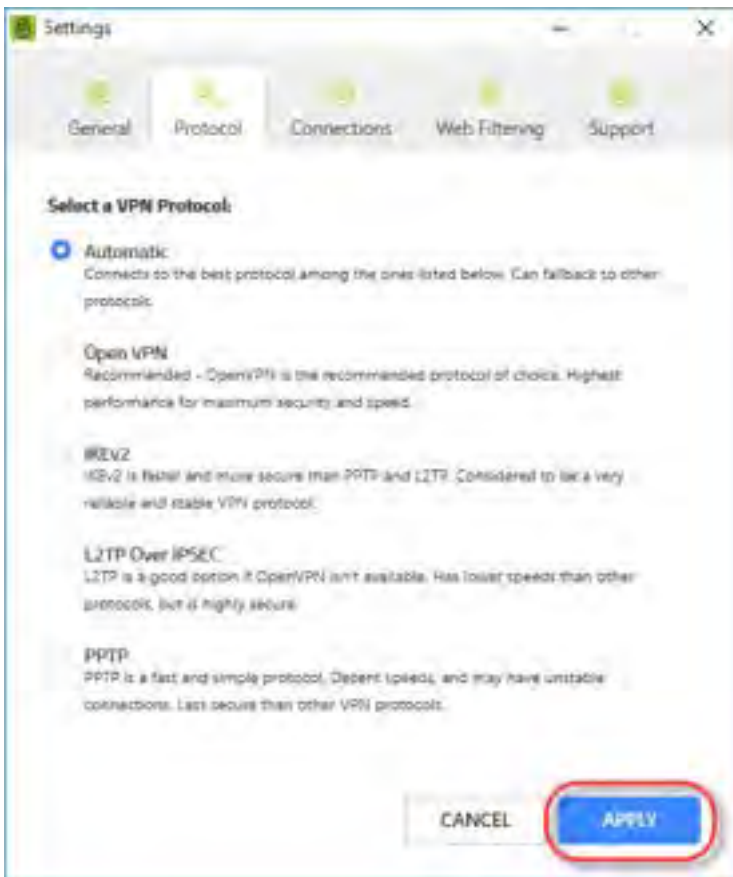 Settings
General Protocol Connections Web Filtering Support
Select a VPN Protocol:
Automatic
Connects to the best protocol among the ones listed below. Can fallback to other
protocols.
Open VPN
Recommended - OpenVPN is the recommended protocol of choice. Highest
performance for maximum security and speed.
IKEv2
IKEv2 is faster and more secure than PPTP and L2TP. Considered to be a very
reliable and stable VPN protocol.
L2TP Over IPSEC
L2TP is a good option if OpenVPN isn't available. Has lower speeds than other
protocols, but is highly secure.
PPTP
PPTP is a fast and simple protocol. Decent speeds, and may have unstable
connections. Less secure than other VPN protocols.
CANCEL APPLY